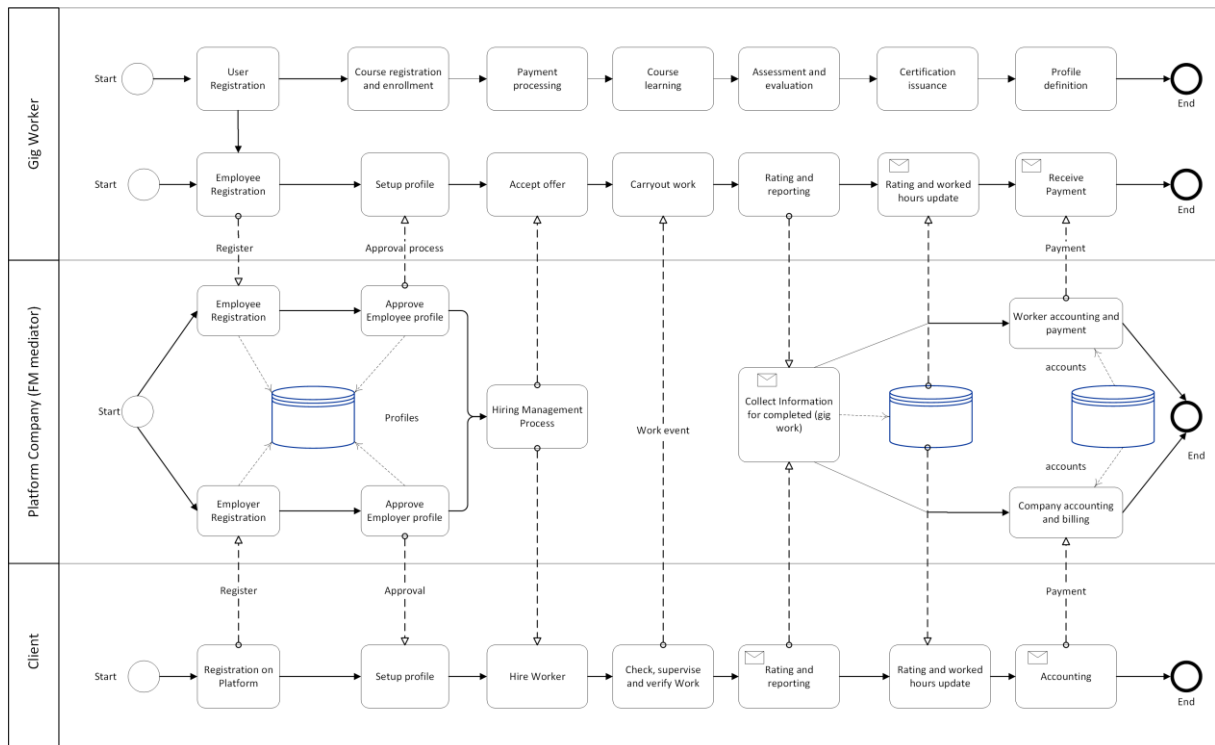 Gig Worker
Start
User
Registration
Course registration
and enrollment
Payment
processing
Course
learning
Assessment and
evaluation
Certification
issuance
Profile
definition
End
Start
Employee
Registration
Setup profile
Accept offer
Carryout work
Rating and
reporting
Rating and worked
hours update
Receive
Payment
End
Register
Approval process
Payment
Platform Company (FM mediator)
Employee
Registration
Approve
Employee profile
Worker accounting and
payment
Start
Profiles
Hiring Management
Process
Work event
Collect Information
for completed (gig
work)
accounts
accounts
End
Employer
Registration
Approve
Employer profile
Company accounting
and billing
Register
Approval
Payment
Client
Start
Registration on
Platform
Setup profile
Hire Worker
Check, supervise
and verify Work
Rating and
reporting
Rating and worked
hours update
Accounting
End